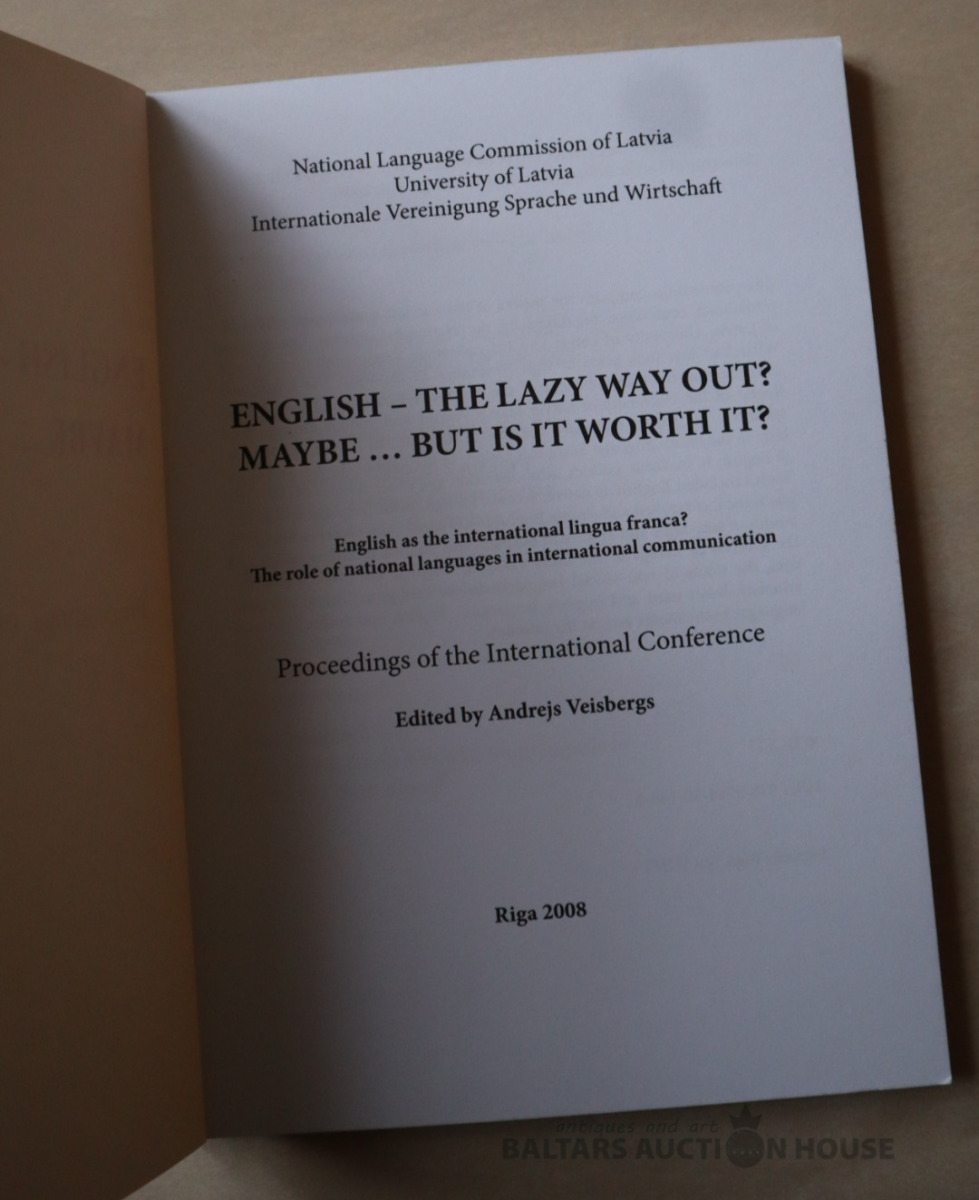 National Language Commission of Latvia
University of Latvia
Internationale Vereinigung Sprache und Wirtschaft
ENGLISH – THE LAZY WAY OUT?
MAYBE ... BUT IS IT WORTH IT?
English as the international lingua franca?
The role of national languages in international communication
Proceedings of the International Conference
Edited by Andrejs Veisbergs
Riga 2008
antiques and art
BALTARS AUCTION HOUSE